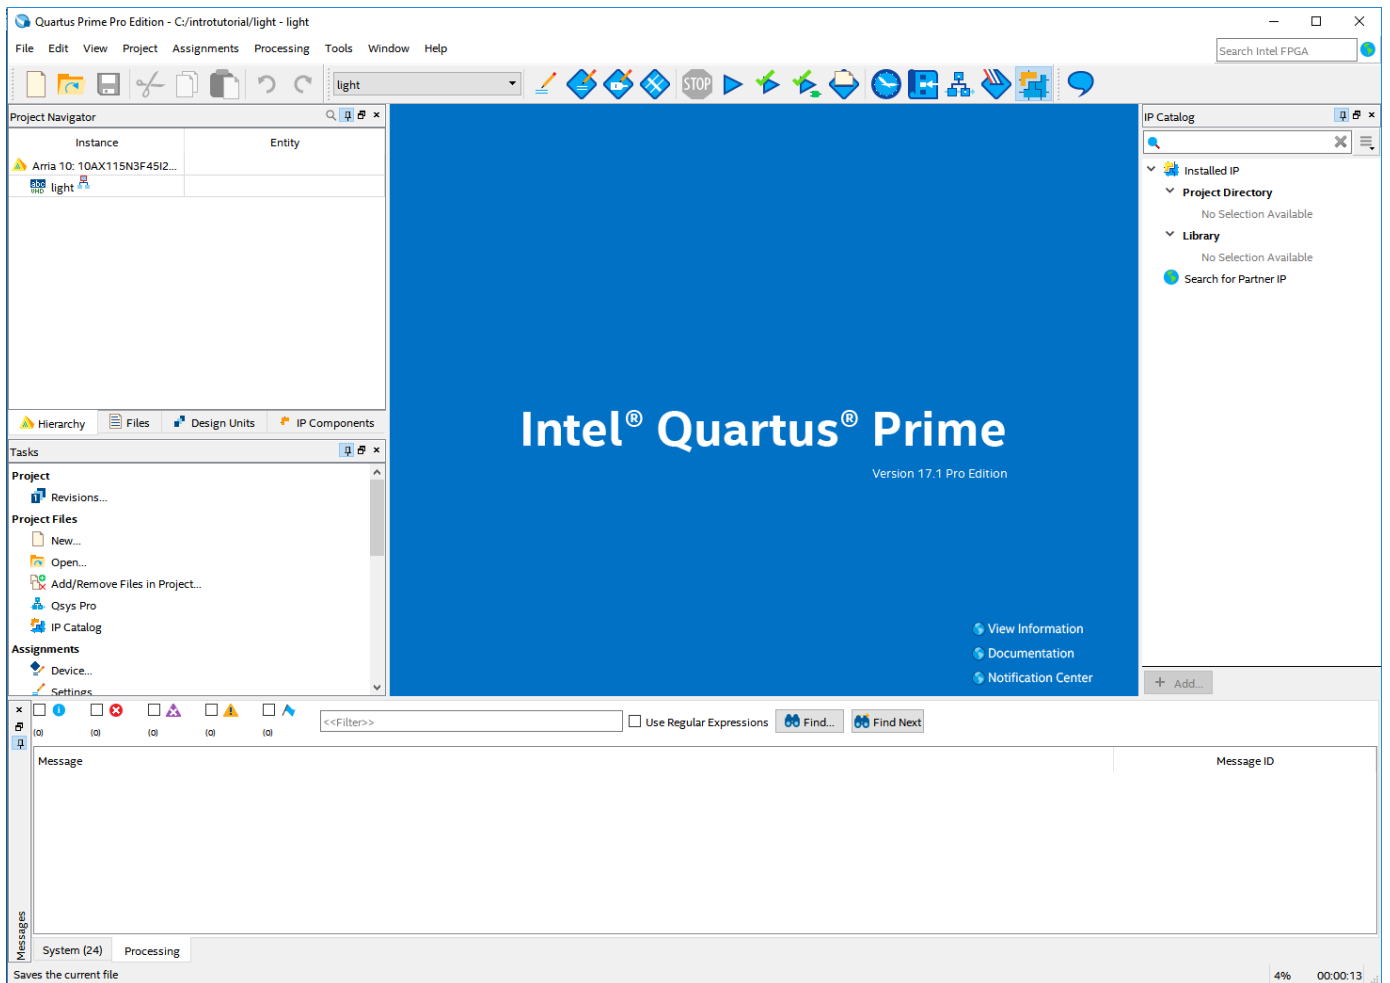 Quartus Prime Pro Edition - C:/introtutorial/light - light
File Edit View Project Assignments Processing Tools Window Help
Search Intel FPGA
light
STOP
Project Navigator
Instance Entity
Arria 10: 10AX115N3F45I2...
abc
VHD
light
Hierarchy Files Design Units IP Components
Tasks
Project
Revisions...
Project Files
New...
Open...
Add/Remove Files in Project...
Qsys Pro
IP Catalog
Assignments
Device...
Settings
Intel® Quartus® Prime
Version 17.1 Pro Edition
View Information
Documentation
Notification Center
IP Catalog
Installed IP
Project Directory
No Selection Available
Library
No Selection Available
Search for Partner IP
+ Add...
(0) (0) (0) (0) (0)
<<Filter>>
Use Regular Expressions
Find...
Find Next
Message Message ID
Messages
System (24) Processing
Saves the current file
4% 00:00:13